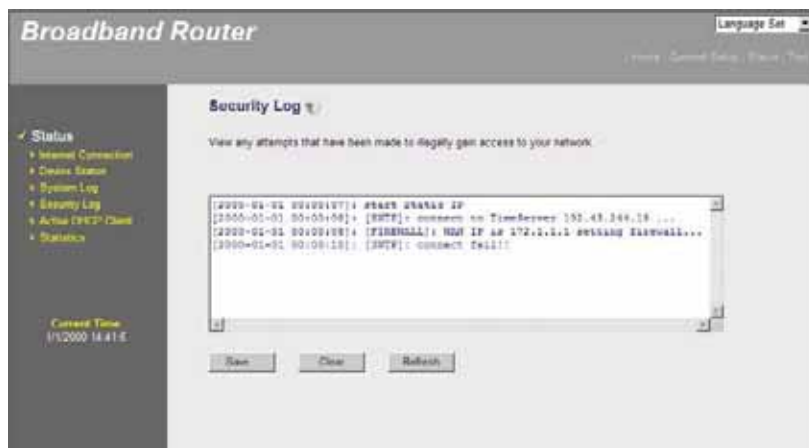 Broadband Router
Language Set
Home General Setup Status Tool
Status
Internet Connection
Device Status
System Log
Security Log
Active DHCP Client
Statistics
Current Time
1/1/2000 14:41:6
Security Log
View any attempts that have been made to illegally gain access to your network.
[2000-01-01 00:00:07]: start Static IP
[2000-01-01 00:00:08]: [SNTP]: connect to TimeServer 192.43.244.18 ...
[2000-01-01 00:00:08]: [FIREWALL]: WAN IP is 172.1.1.1 setting firewall...
[2000-01-01 00:00:10]: [SNTP]: connect fail!!
Save
Clear
Refresh